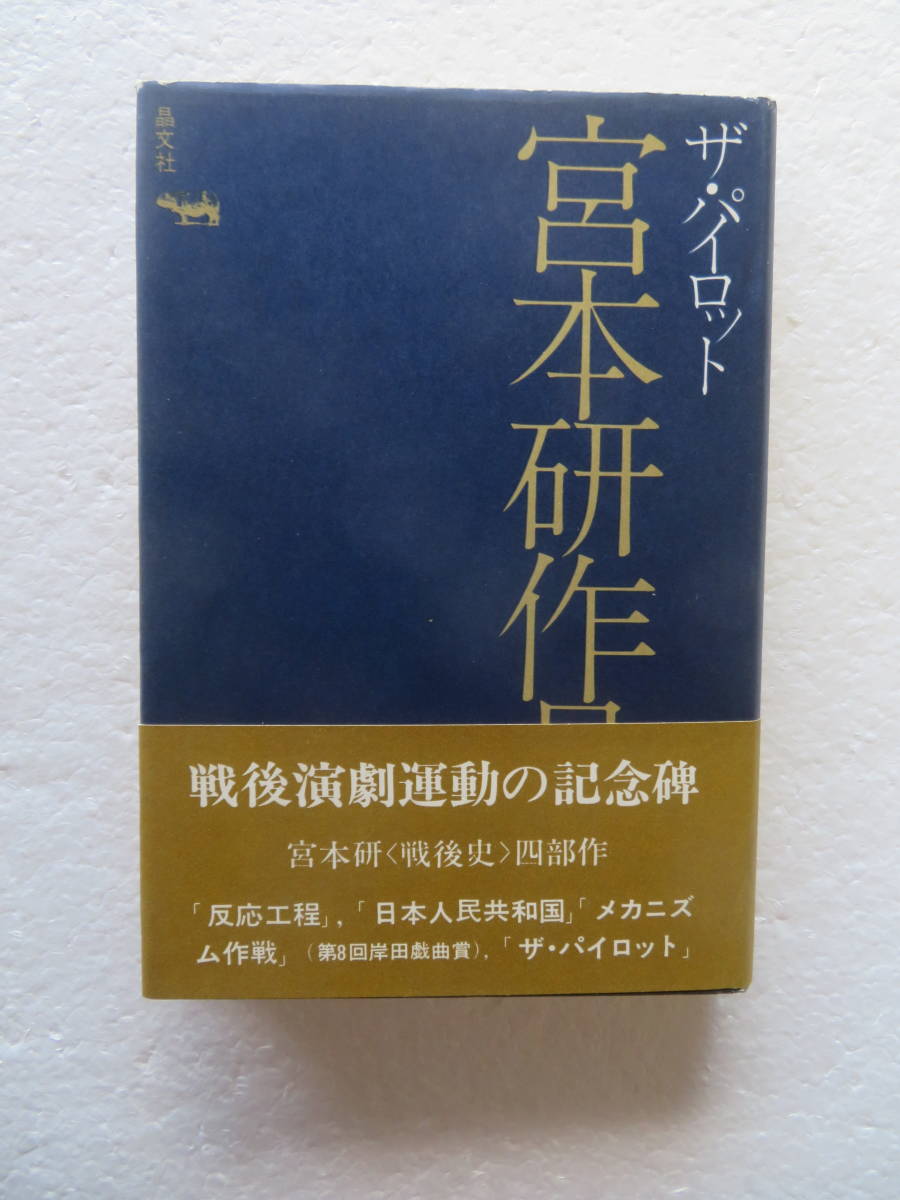 ザ・パイロット
宮本研作品
晶文社
戦後演劇運動の記念碑
宮本研〈戦後史〉四部作
「反応工程」,「日本人民共和国」「メカニズ
ム作戦」(第8回岸田戯曲賞),「ザ・パイロット」